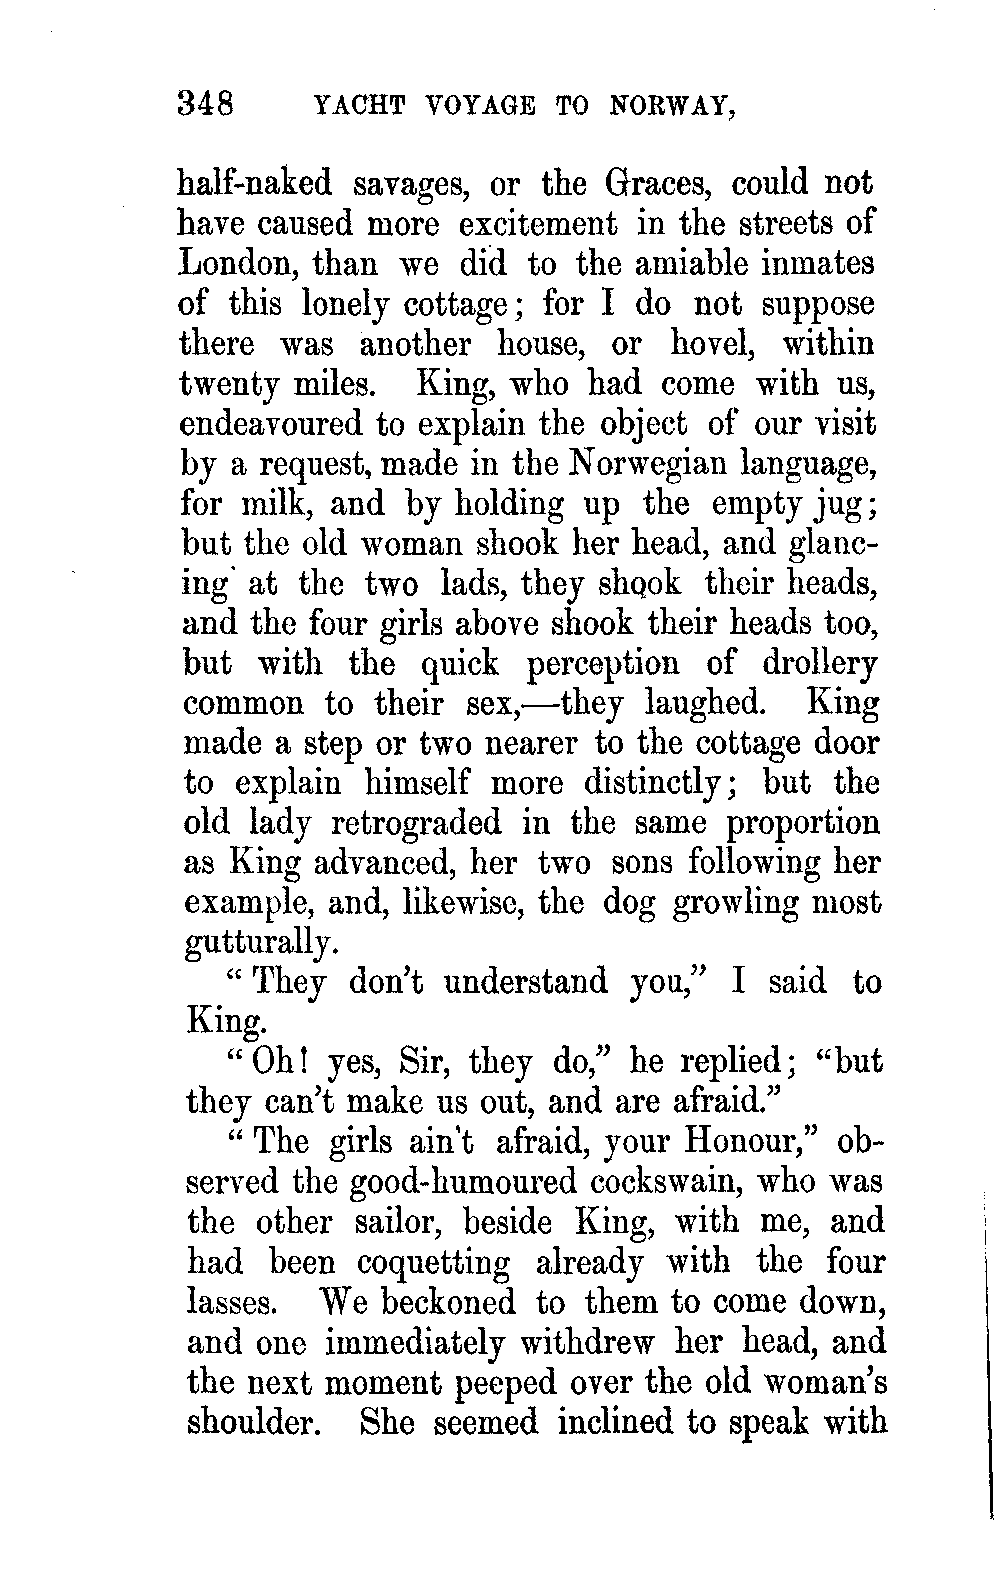 348 YACHT VOYAGE TO NORWAY,
half-naked savages, or the Graces, could not
have caused more excitement in the streets of
London, than we did to the amiable inmates
of this lonely cottage; for I do not suppose
there was another house, or hovel, within
twenty miles. King, who had come with us,
endeavoured to explain the object of our visit
by a request, made in the Norwegian language,
for milk, and by holding up the empty jug;
but the old woman shook her head, and glanc-
ing at the two lads, they shook their heads,
and the four girls above shook their heads too,
but with the quick perception of drollery
common to their sex,—they laughed. King
made a step or two nearer to the cottage door
to explain himself more distinctly; but the
old lady retrograded in the same proportion
as King advanced, her two sons following her
example, and, likewise, the dog growling most
gutturally.
“They don't understand you,” I said to
King.
“Oh! yes, Sir, they do,” he replied; “but
they can't make us out, and are afraid.”
“The girls ain't afraid, your Honour,” ob-
served the good-humoured cockswain, who was
the other sailor, beside King, with me, and
had been coquetting already with the four
lasses. We beckoned to them to come down,
and one immediately withdrew her head, and
the next moment peeped over the old woman's
shoulder. She seemed inclined to speak with